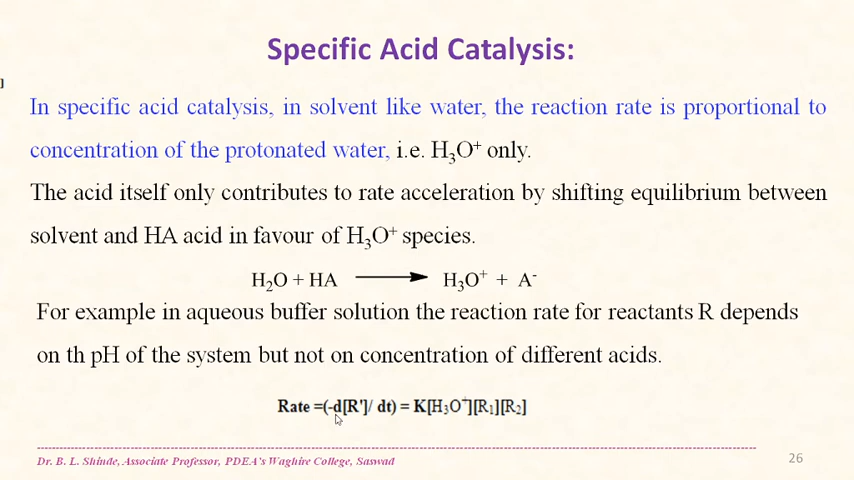 Specific Acid Catalysis:
]
In specific acid catalysis, in solvent like water, the reaction rate is proportional to
concentration of the protonated water, i.e. H₃O⁺ only.
The acid itself only contributes to rate acceleration by shifting equilibrium between
solvent and HA acid in favour of H₃O⁺ species.
H₂O + HA ⟶ H₃O⁺ + A⁻
For example in aqueous buffer solution the reaction rate for reactants R depends
on th pH of the system but not on concentration of different acids.
Rate =(-d[R']/ dt) = K[H₃O⁺][R₁][R₂]
Dr. B. L. Shinde, Associate Professor, PDEA's Waghire College, Saswad
26